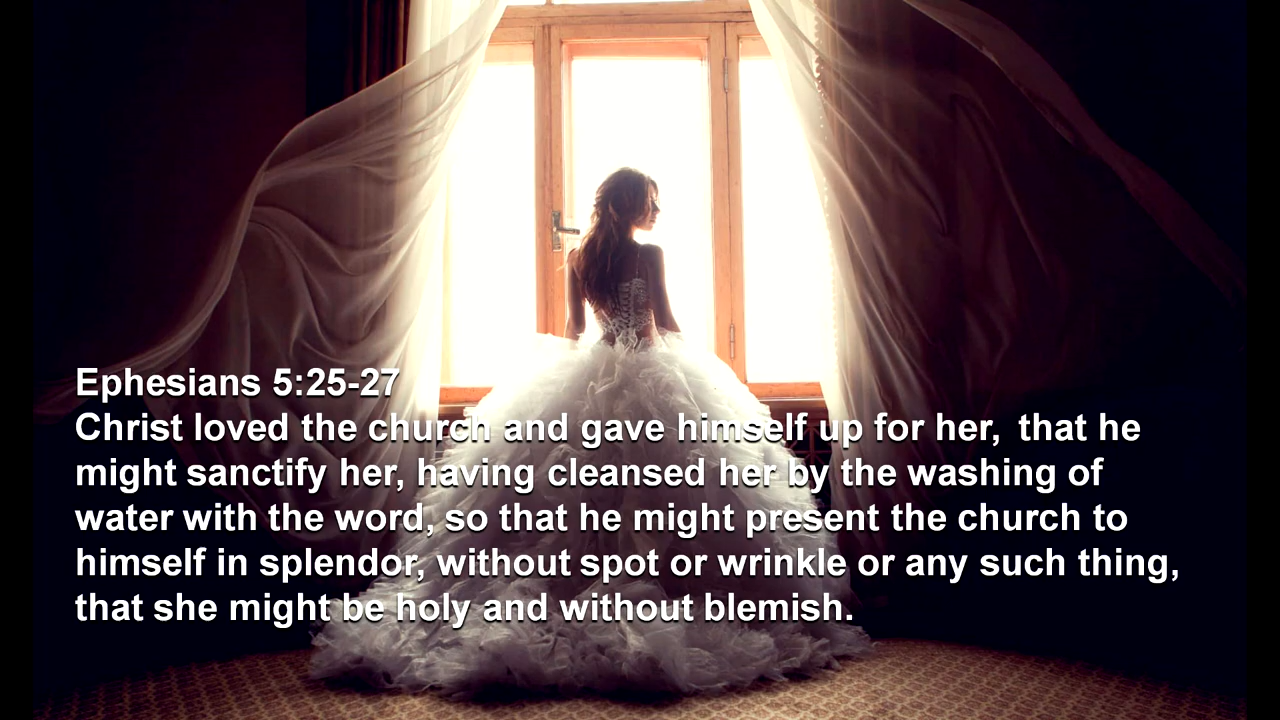 Ephesians 5:25-27
Christ loved the church and gave himself up for her, that he
might sanctify her, having cleansed her by the washing of
water with the word, so that he might present the church to
himself in splendor, without spot or wrinkle or any such thing,
that she might be holy and without blemish.